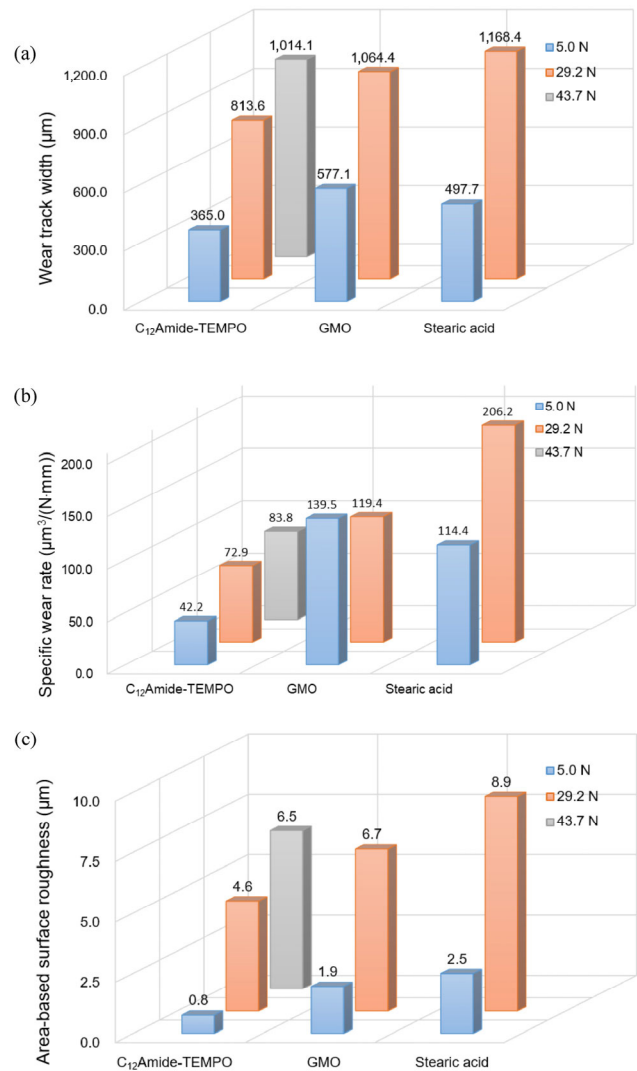 (a)
1,200.0
900.0
600.0
300.0
0.0
Wear track width (μm)
365.0
813.6
1,014.1
577.1
1,064.4
497.7
1,168.4
5.0 N
29.2 N
43.7 N
C₁₂Amide-TEMPO
GMO
Stearic acid
(b)
200.0
150.0
100.0
50.0
0.0
Specific wear rate (μm³/(N·mm))
42.2
72.9
83.8
139.5
119.4
114.4
206.2
5.0 N
29.2 N
43.7 N
C₁₂Amide-TEMPO
GMO
Stearic acid
(c)
10.0
7.5
5.0
2.5
0.0
Area-based surface roughness (μm)
0.8
4.6
6.5
1.9
6.7
2.5
8.9
5.0 N
29.2 N
43.7 N
C₁₂Amide-TEMPO
GMO
Stearic acid